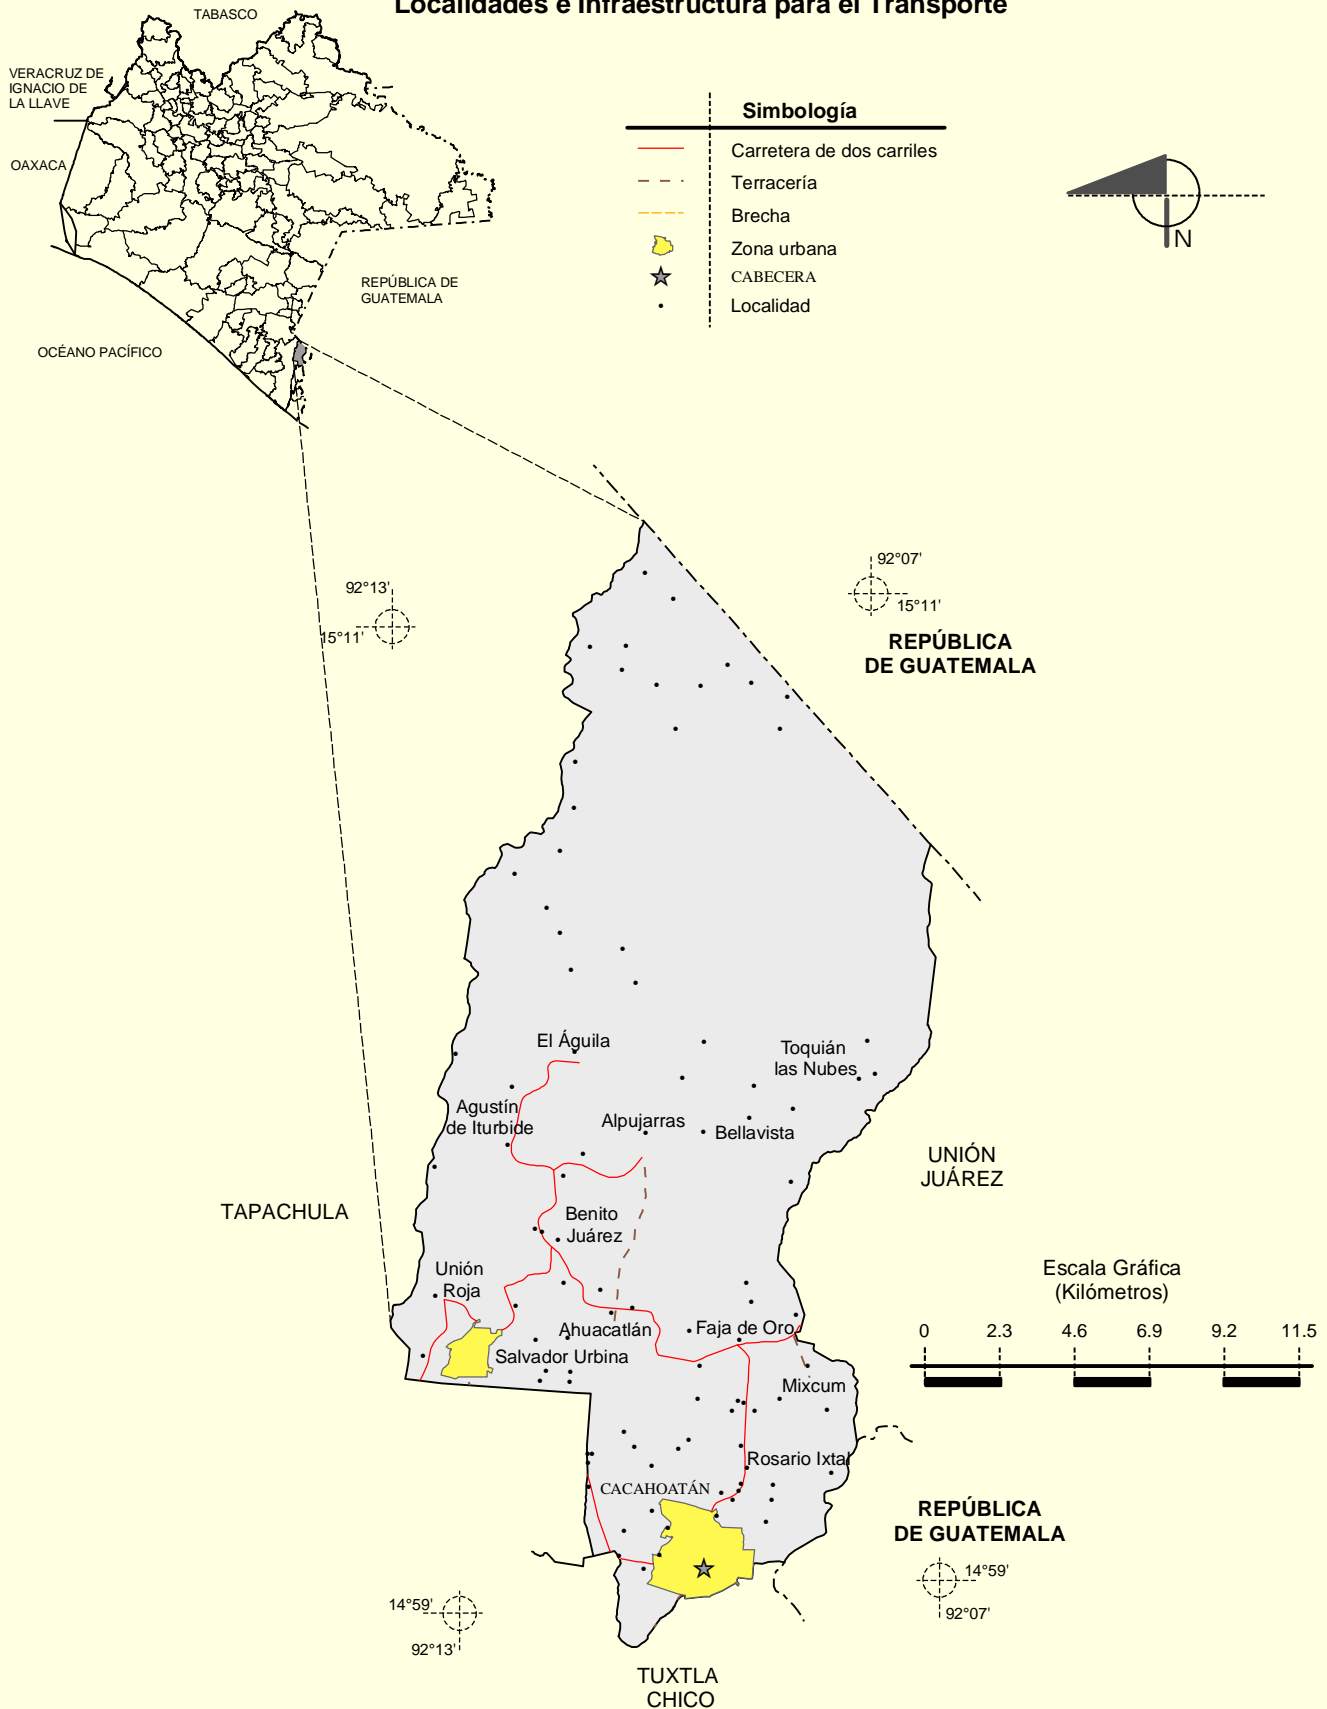 Localidades e Infraestructura para el Transporte
TABASCO
VERACRUZ DE
IGNACIO DE
LA LLAVE
OAXACA
REPÚBLICA DE
GUATEMALA
OCÉANO PACÍFICO
Simbología
Carretera de dos carriles
Terracería
Brecha
Zona urbana
CABECERA
Localidad
N
92°13'
15°11'
92°07'
15°11'
REPÚBLICA
DE GUATEMALA
El Águila
Toquián
las Nubes
Agustín
de Iturbide
Alpujarras
Bellavista
UNIÓN
JUÁREZ
TAPACHULA
Benito
Juárez
Unión
Roja
Ahuacatlán
Faja de Oro
Salvador Urbina
Mixcum
Rosario Ixtal
CACAHOATÁN
Escala Gráfica
(Kilómetros)
0 2.3 4.6 6.9 9.2 11.5
REPÚBLICA
DE GUATEMALA
14°59'
92°07'
14°59'
92°13'
TUXTLA
CHICO